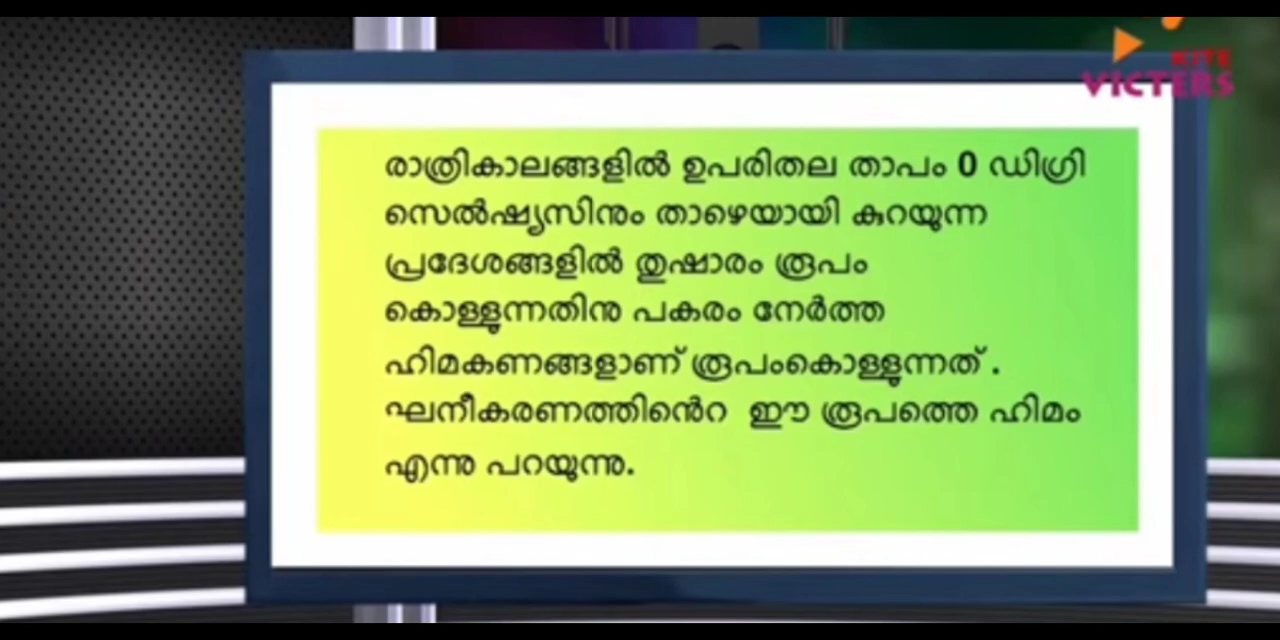 KITE
VICTERS
രാത്രികാലങ്ങളിൽ ഉപരിതല താപം 0 ഡിഗ്രി
സെൽഷ്യസിനും താഴെയായി കുറയുന്ന
പ്രദേശങ്ങളിൽ തുഷാരം രൂപം
കൊള്ളുന്നതിനു പകരം നേർത്ത
ഹിമകണങ്ങളാണ് രൂപംകൊള്ളുന്നത് .
ഘനീകരണത്തിൻെറ ഈ രൂപത്തെ ഹിമം
എന്നു പറയുന്നു.